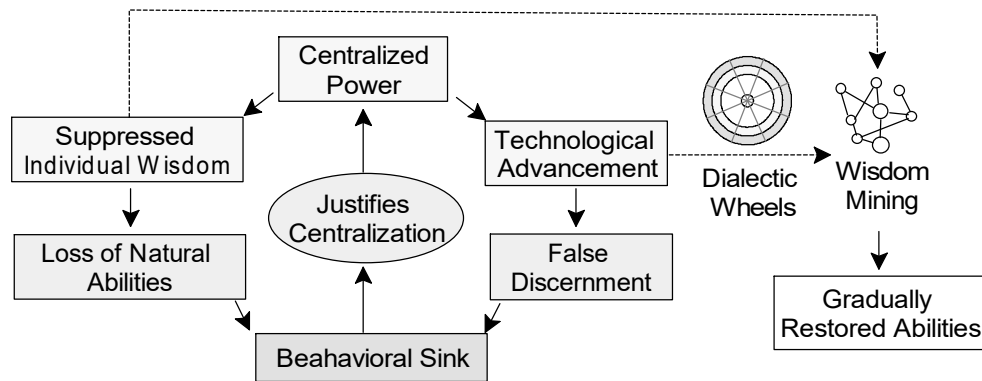 Centralized
Power
Suppressed
Individual Wisdom
Technological
Advancement
Dialectic
Wheels
Wisdom
Mining
Justifies
Centralization
Loss of Natural
Abilities
False
Discernment
Gradually
Restored Abilities
Beahavioral Sink